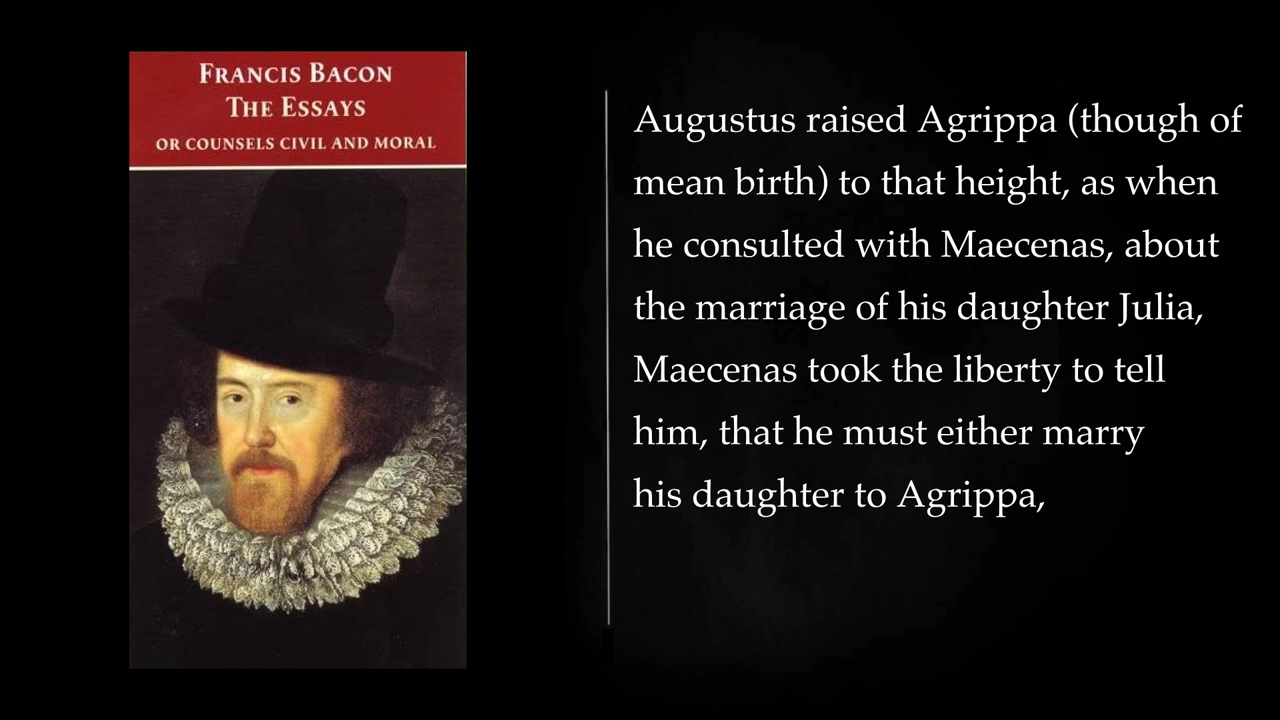 FRANCIS BACON
THE ESSAYS
OR COUNSELS CIVIL AND MORAL
Augustus raised Agrippa (though of
mean birth) to that height, as when
he consulted with Maecenas, about
the marriage of his daughter Julia,
Maecenas took the liberty to tell
him, that he must either marry
his daughter to Agrippa,